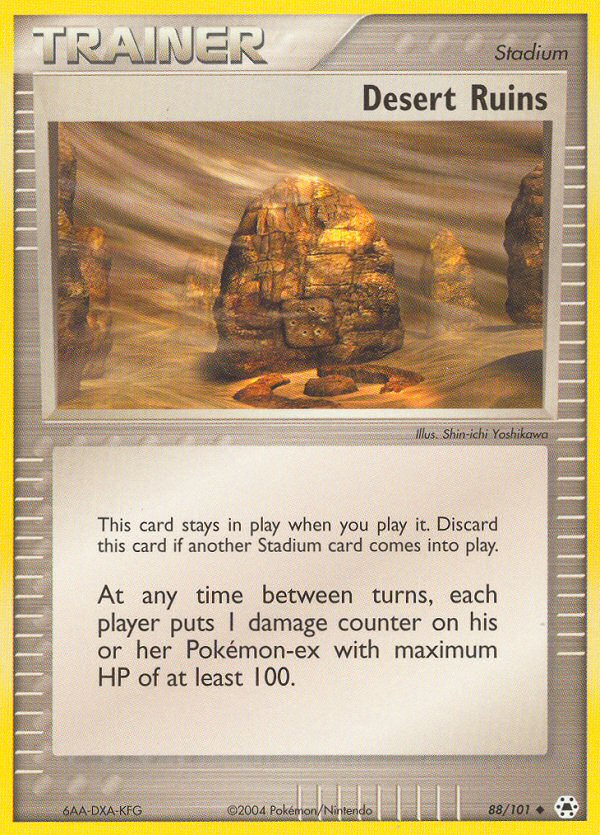 TRAINER
Stadium
Desert Ruins
Illus. Shin-ichi Yoshikawa
This card stays in play when you play it. Discard
this card if another Stadium card comes into play.
At any time between turns, each
player puts 1 damage counter on his
or her Pokémon-ex with maximum
HP of at least 100.
6AA-DXA-KFG
©2004 Pokémon/Nintendo
88/101